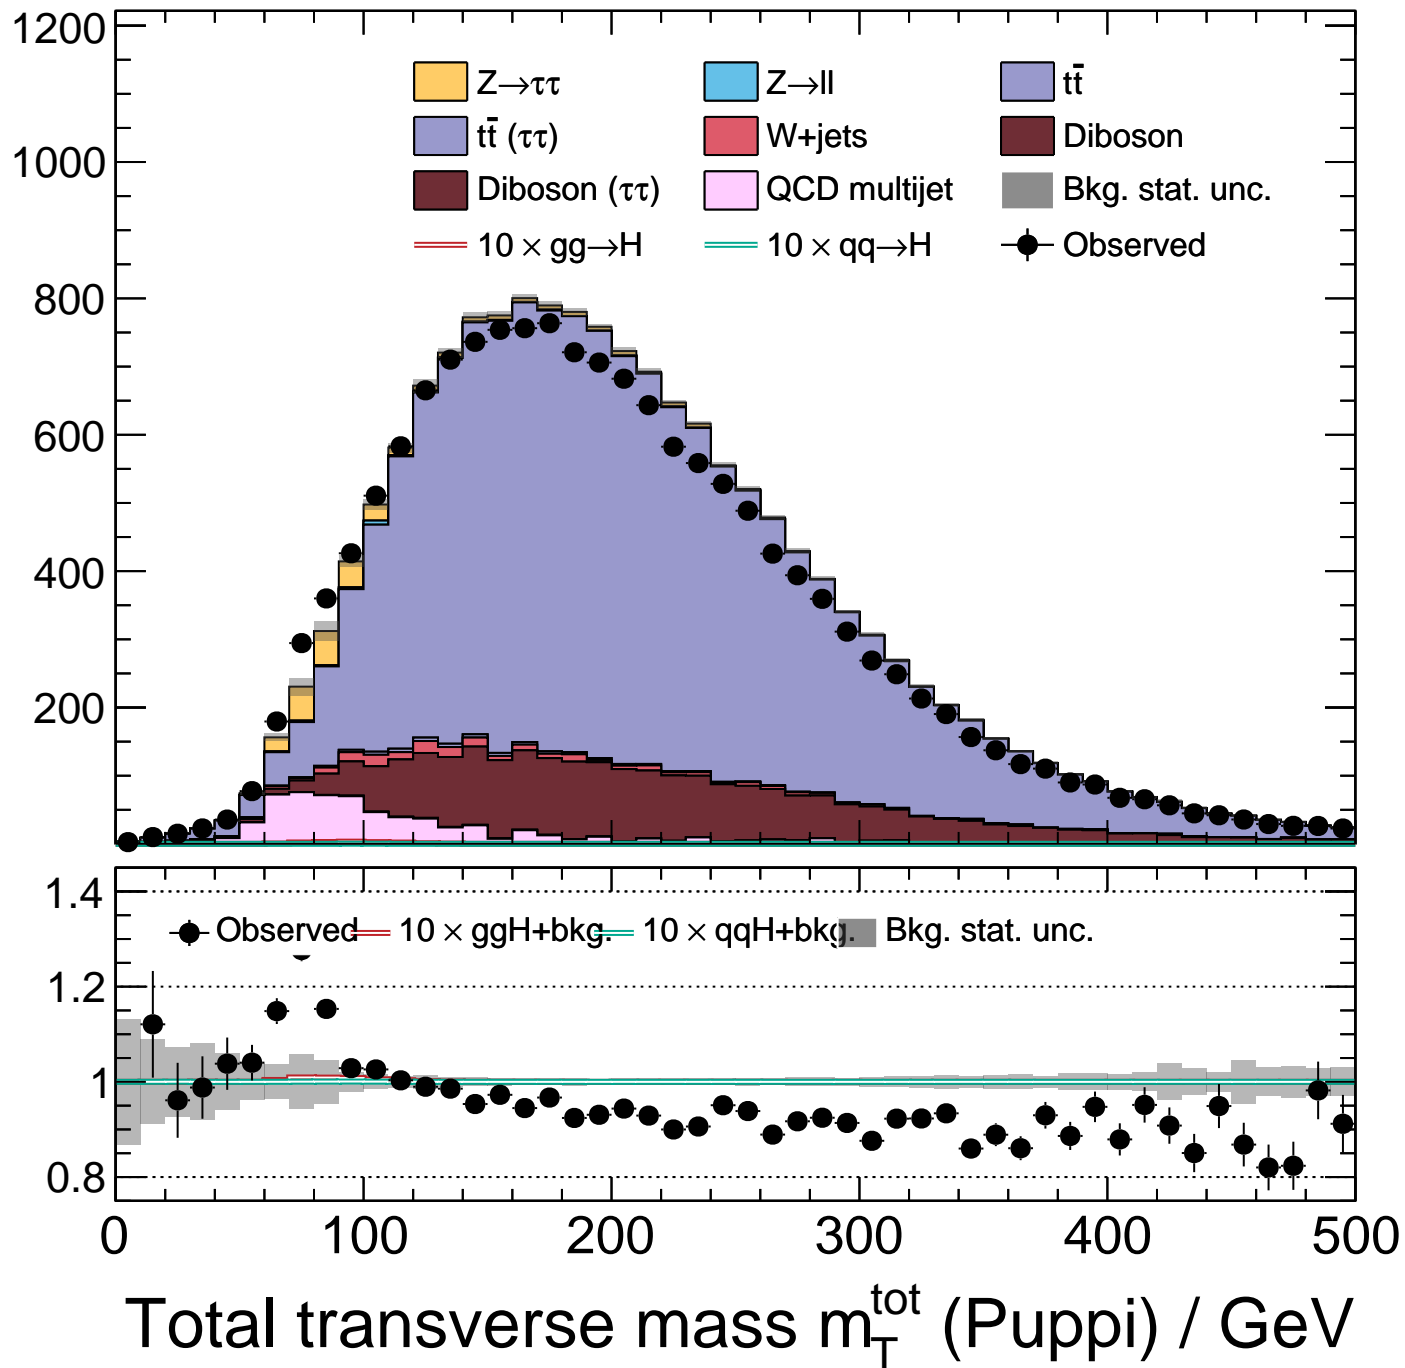 1200
1000
800
600
400
200
Z→ττ Z→ll tt̄
tt̄ (ττ) W+jets Diboson
Diboson (ττ) QCD multijet Bkg. stat. unc.
10 × gg→H 10 × qq→H Observed
1.4
1.2
1
0.8
Observed 10 × ggH+bkg. 10 × qqH+bkg. Bkg. stat. unc.
0 100 200 300 400 500
Total transverse mass m_T^tot (Puppi) / GeV